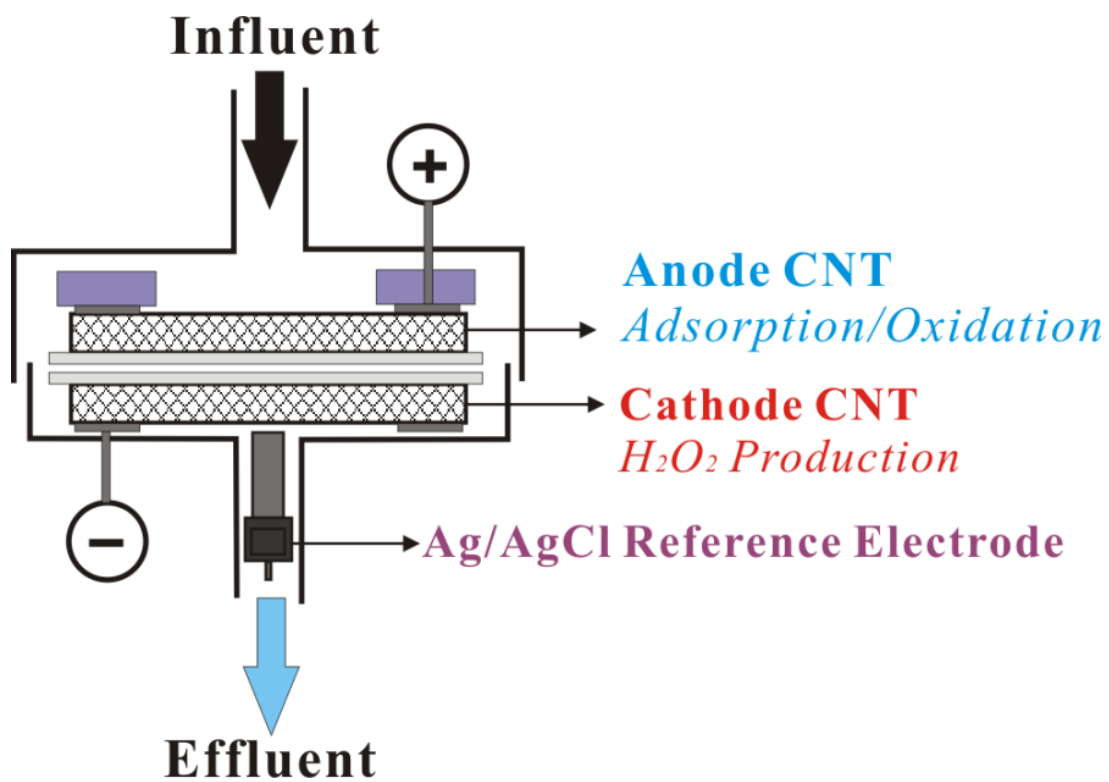 Influent
+
Anode CNT
Adsorption/Oxidation
Cathode CNT
H₂O₂ Production
−
Ag/AgCl Reference Electrode
Effluent